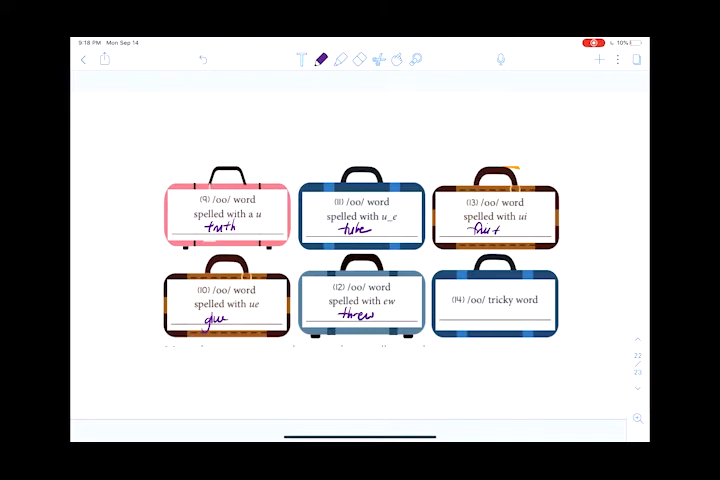 9:18 PM Mon Sep 14
10%
T
(9) /oo/ word
spelled with a u
truth
(11) /oo/ word
spelled with u_e
tube
(13) /oo/ word
spelled with ui
fruit
(10) /oo/ word
spelled with ue
glue
(12) /oo/ word
spelled with ew
threw
(14) /oo/ tricky word
22
/
23